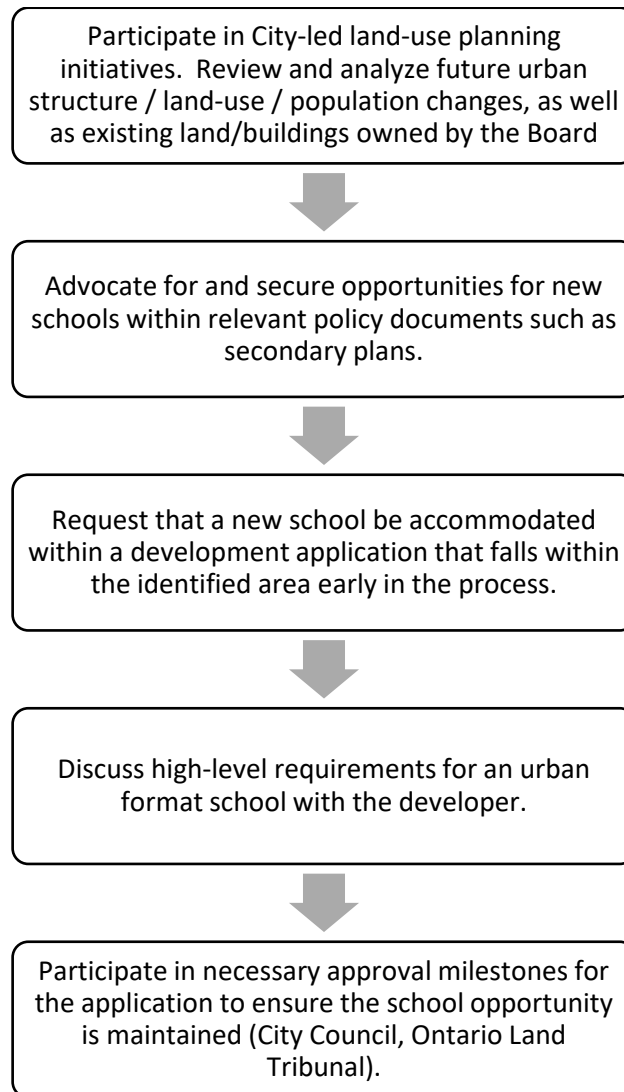 Participate in City-led land-use planning
initiatives.  Review and analyze future urban
structure / land-use / population changes, as well
as existing land/buildings owned by the Board
Advocate for and secure opportunities for new
schools within relevant policy documents such as
secondary plans.
Request that a new school be accommodated
within a development application that falls within
the identified area early in the process.
Discuss high-level requirements for an urban
format school with the developer.
Participate in necessary approval milestones for
the application to ensure the school opportunity
is maintained (City Council, Ontario Land
Tribunal).